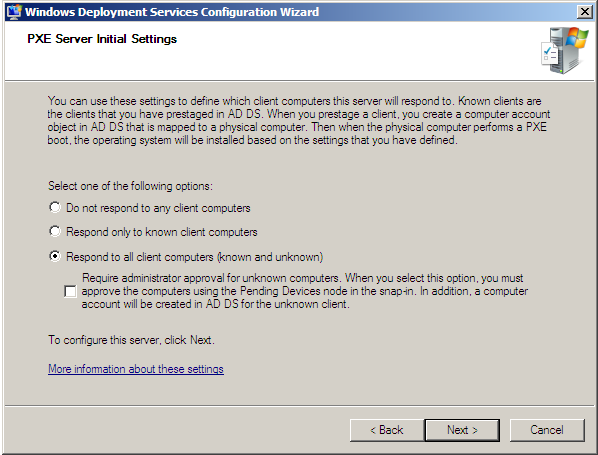 Windows Deployment Services Configuration Wizard
PXE Server Initial Settings
You can use these settings to define which client computers this server will respond to. Known clients are
the clients that you have prestaged in AD DS. When you prestage a client, you create a computer account
object in AD DS that is mapped to a physical computer. Then when the physical computer performs a PXE
boot, the operating system will be installed based on the settings that you have defined.
Select one of the following options:
Do not respond to any client computers
Respond only to known client computers
Respond to all client computers (known and unknown)
Require administrator approval for unknown computers. When you select this option, you must
approve the computers using the Pending Devices node in the snap-in. In addition, a computer
account will be created in AD DS for the unknown client.
To configure this server, click Next.
More information about these settings
< Back
Next >
Cancel